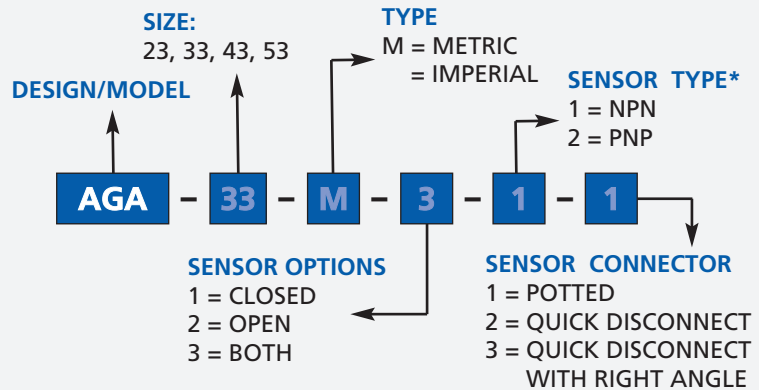 SIZE:
23, 33, 43, 53
TYPE
M = METRIC
= IMPERIAL
DESIGN/MODEL
SENSOR TYPE*
1 = NPN
2 = PNP
AGA - 33 - M - 3 - 1 - 1
SENSOR OPTIONS
1 = CLOSED
2 = OPEN
3 = BOTH
SENSOR CONNECTOR
1 = POTTED
2 = QUICK DISCONNECT
3 = QUICK DISCONNECT
WITH RIGHT ANGLE